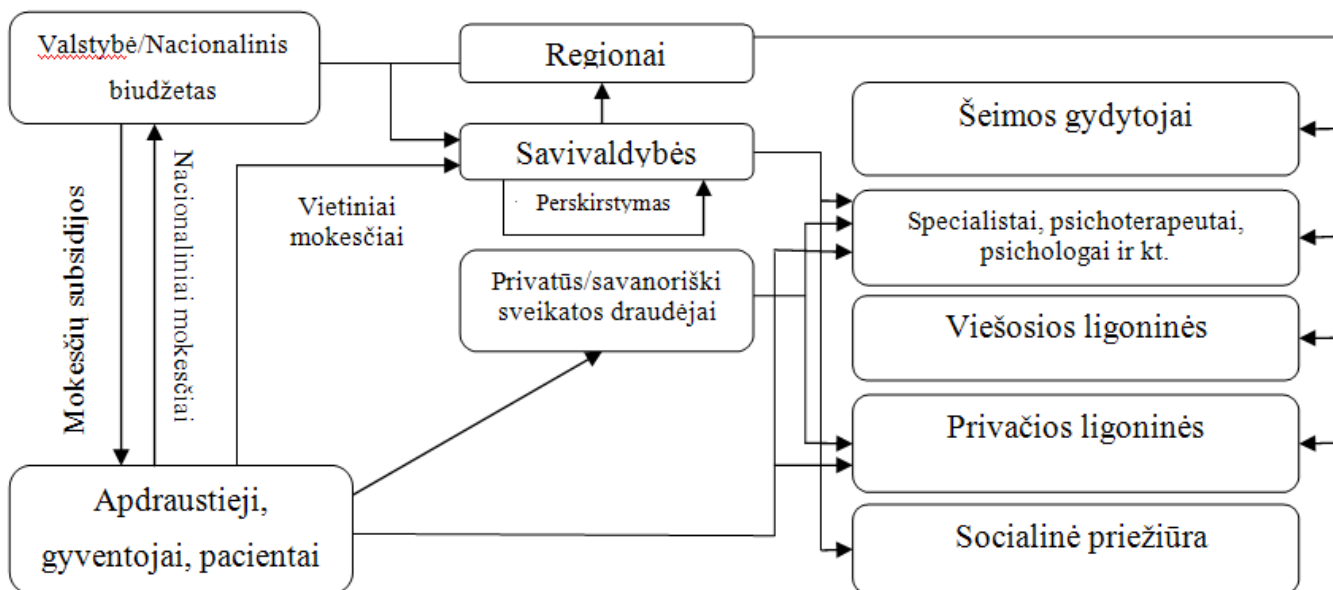 Valstybė/Nacionalinis
biudžetas
Regionai
Savivaldybės
Perskirstymas
Privatūs/savanoriški
sveikatos draudėjai
Mokesčių subsidijos
Nacionaliniai mokesčiai
Vietiniai
mokesčiai
Apdraustieji,
gyventojai, pacientai
Šeimos gydytojai
Specialistai, psichoterapeutai,
psichologai ir kt.
Viešosios ligoninės
Privačios ligoninės
Socialinė priežiūra